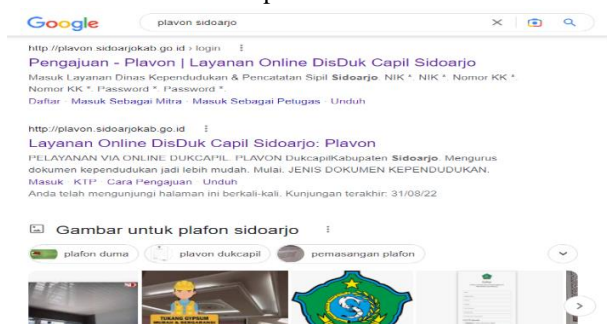 Google
plavon sidoarjo
http://plavon.sidoarjokab.go.id › login
Pengajuan - Plavon | Layanan Online DisDuk Capil Sidoarjo
Masuk Layanan Dinas Kependudukan & Pencatatan Sipil Sidoarjo. NIK *. NIK *. Nomor KK *.
Nomor KK *. Password *. Password *.
Daftar · Masuk Sebagai Mitra · Masuk Sebagai Petugas · Unduh
http://plavon.sidoarjokab.go.id
Layanan Online DisDuk Capil Sidoarjo: Plavon
PELAYANAN VIA ONLINE DUKCAPIL. PLAVON DukcapilKabupaten Sidoarjo. Mengurus
dokumen kependudukan jadi lebih mudah. Mulai. JENIS DOKUMEN KEPENDUDUKAN.
Masuk · KTP · Cara Pengajuan · Unduh
Anda telah mengunjungi halaman ini berkali-kali. Kunjungan terakhir: 31/08/22
Gambar untuk plafon sidoarjo
plafon duma
plavon dukcapil
pemasangan plafon
TUKANG GYPSUM